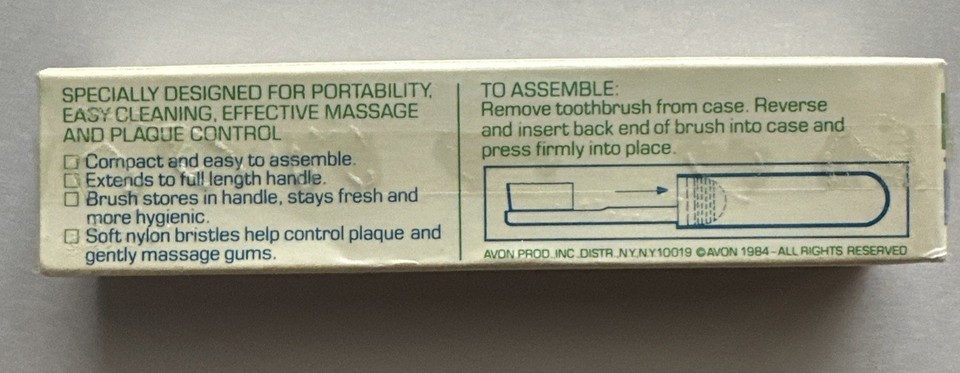 SPECIALLY DESIGNED FOR PORTABILITY,
EASY CLEANING, EFFECTIVE MASSAGE
AND PLAQUE CONTROL
Compact and easy to assemble.
Extends to full length handle.
Brush stores in handle, stays fresh and
more hygienic.
Soft nylon bristles help control plaque and
gently massage gums.
TO ASSEMBLE:
Remove toothbrush from case. Reverse
and insert back end of brush into case and
press firmly into place.
AVON PROD. INC. DISTR. N.Y. N.Y. 10019 ©AVON 1984-ALL RIGHTS RESERVED